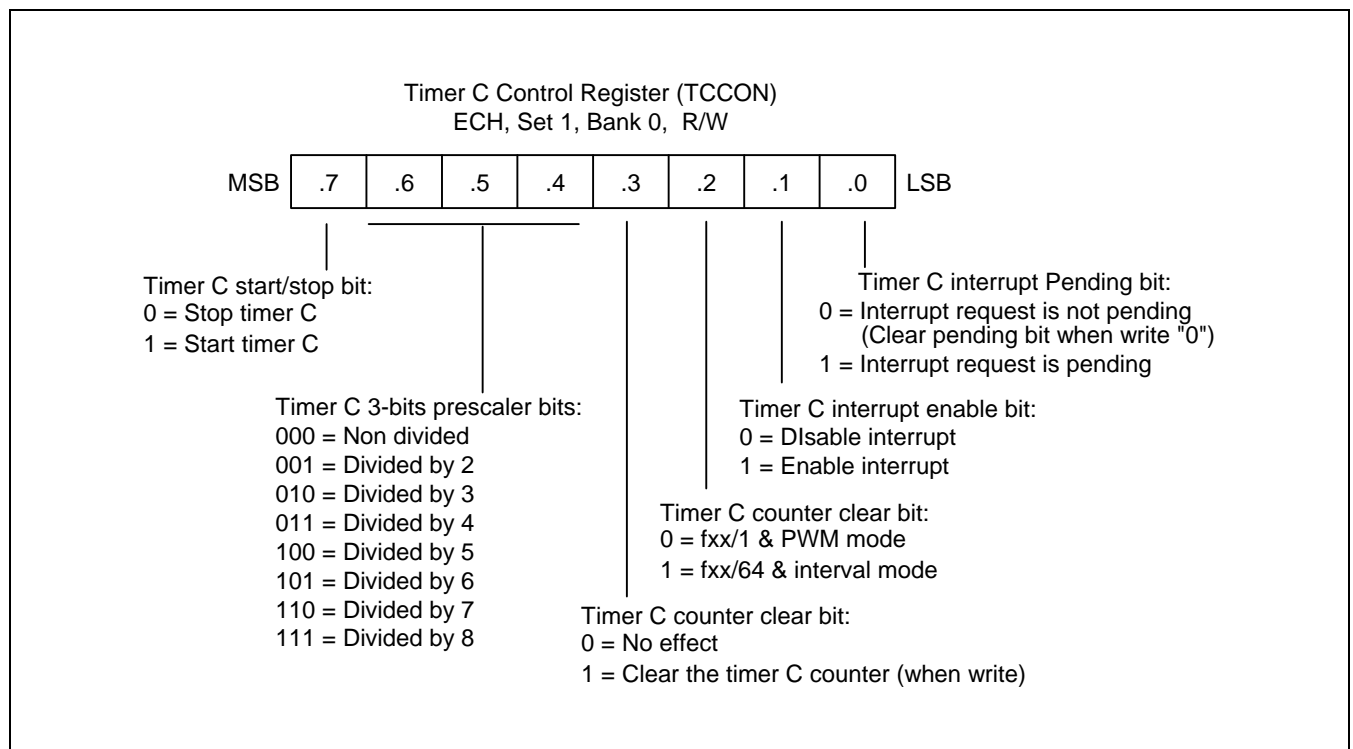 Timer C Control Register (TCCON)
ECH, Set 1, Bank 0, R/W
MSB .7 .6 .5 .4 .3 .2 .1 .0 LSB
Timer C start/stop bit:
0 = Stop timer C
1 = Start timer C
Timer C interrupt Pending bit:
0 = Interrupt request is not pending
(Clear pending bit when write "0")
1 = Interrupt request is pending
Timer C 3-bits prescaler bits:
000 = Non divided
001 = Divided by 2
010 = Divided by 3
011 = Divided by 4
100 = Divided by 5
101 = Divided by 6
110 = Divided by 7
111 = Divided by 8
Timer C interrupt enable bit:
0 = DIsable interrupt
1 = Enable interrupt
Timer C counter clear bit:
0 = fxx/1 & PWM mode
1 = fxx/64 & interval mode
Timer C counter clear bit:
0 = No effect
1 = Clear the timer C counter (when write)